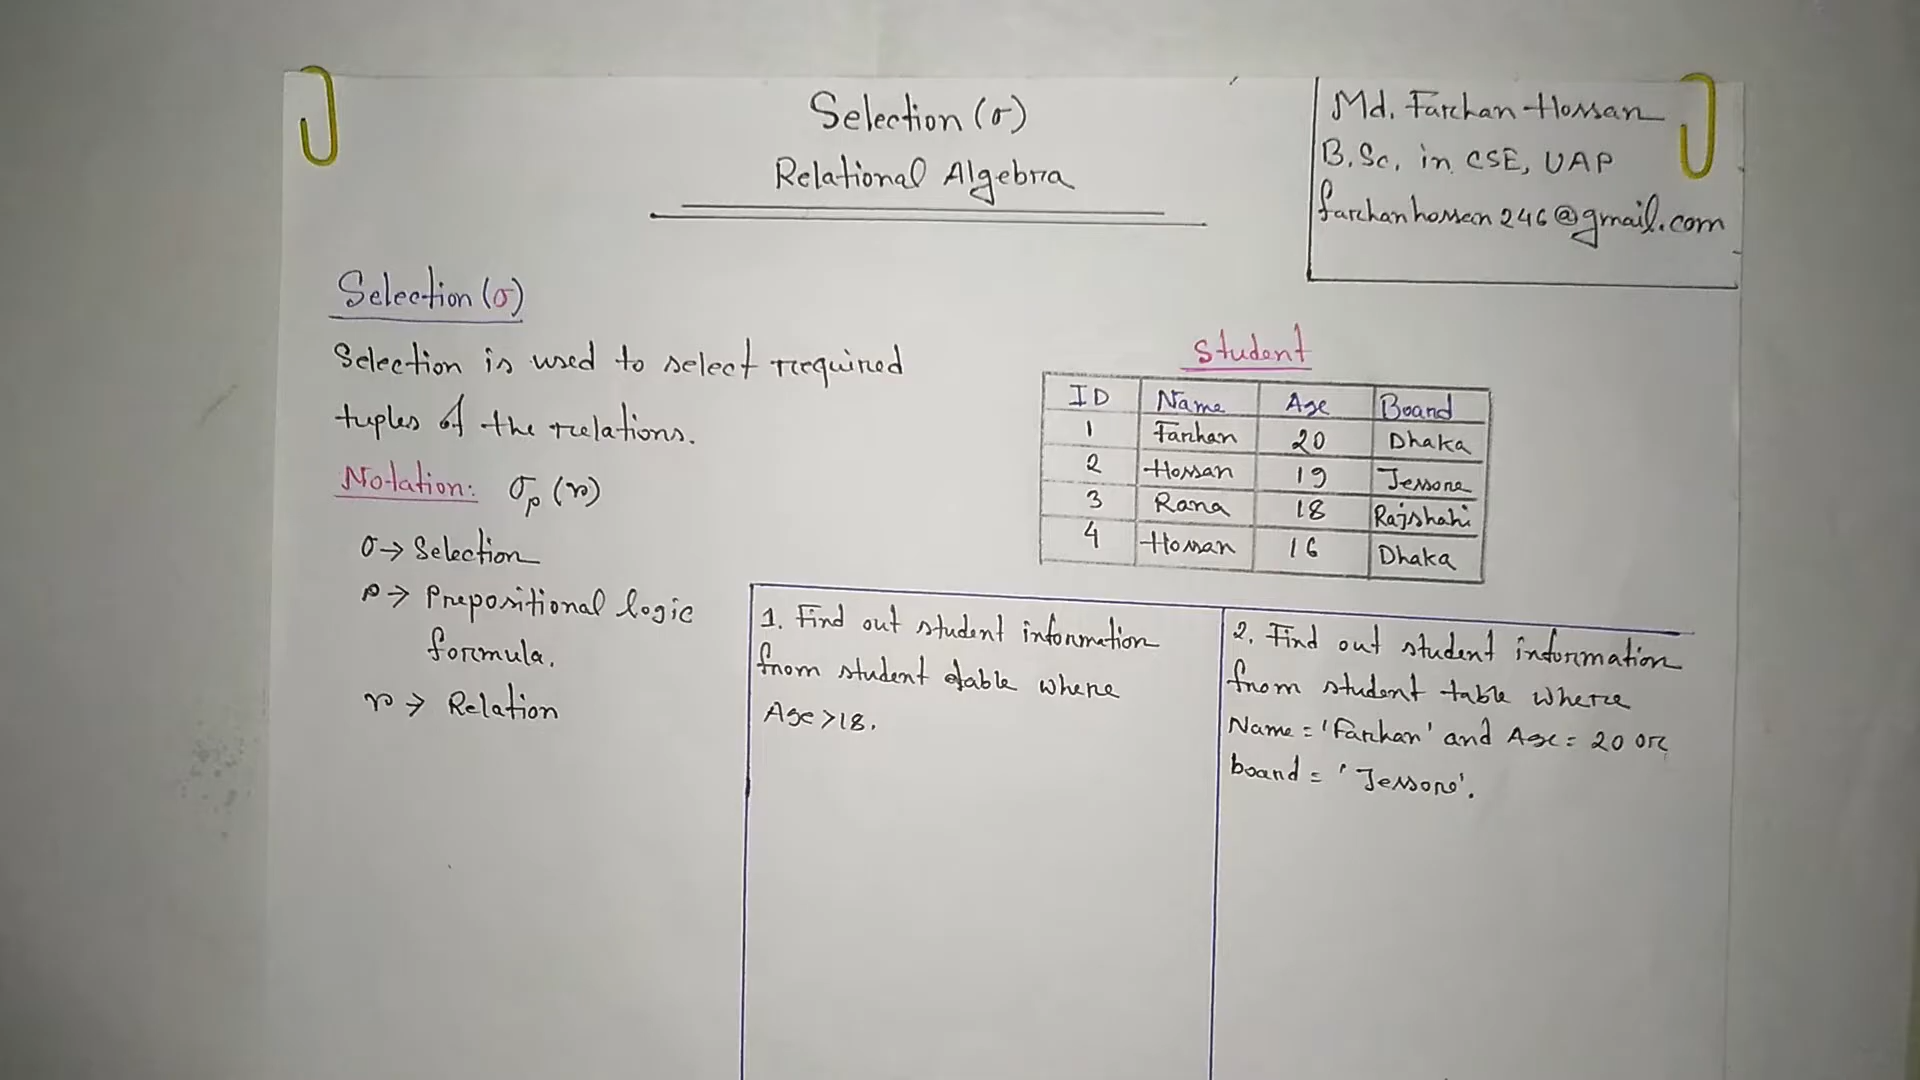 Selection (σ)
Relational Algebra
Md. Farhan Hossan
B.Sc. in CSE, UAP
farhanhossen246@gmail.com
Selection (σ)
Selection is used to select required
tuples of the relations.
Notation: σp (r)
σ→ Selection
p→ Prepositional logic
formula.
r → Relation
Student
ID Name Age Board
1 Farhan 20 Dhaka
2 Hossan 19 Jessore
3 Rana 18 Rajshahi
4 Hossan 16 Dhaka
1. Find out student information
from student table where
Age >18.
2. Find out student information
from student table where
Name = 'Farhan' and Age = 20 or
board = 'Jessore'.